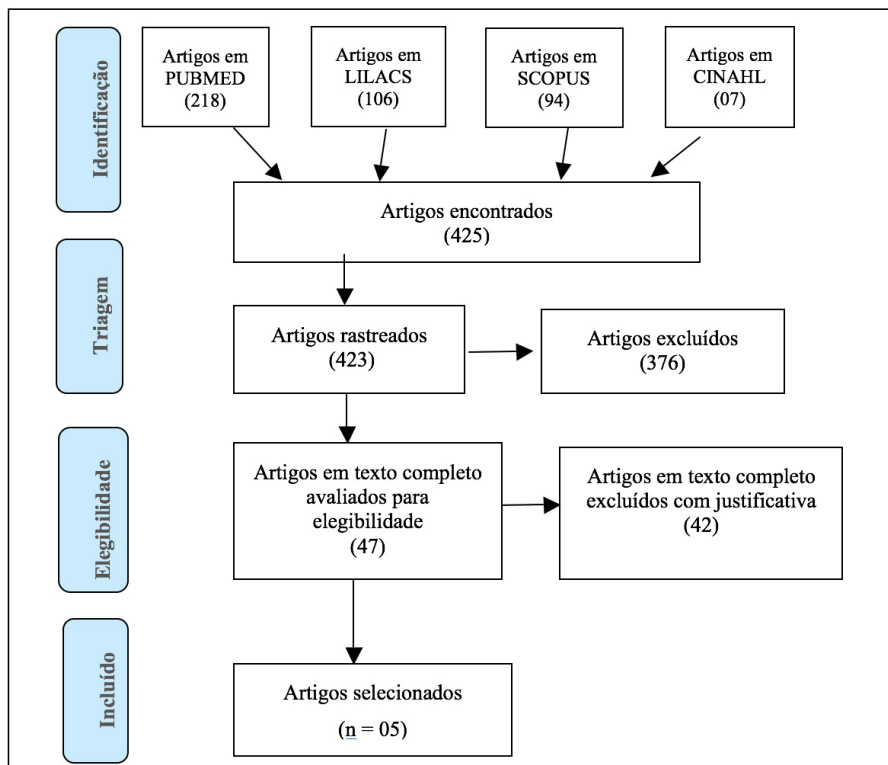 Identificação
Artigos em
PUBMED
(218)
Artigos em
LILACS
(106)
Artigos em
SCOPUS
(94)
Artigos em
CINAHL
(07)
Artigos encontrados
(425)
Triagem
Artigos rastreados
(423)
Artigos excluídos
(376)
Elegibilidade
Artigos em texto completo
avaliados para
elegibilidade
(47)
Artigos em texto completo
excluídos com justificativa
(42)
Incluído
Artigos selecionados
(n = 05)